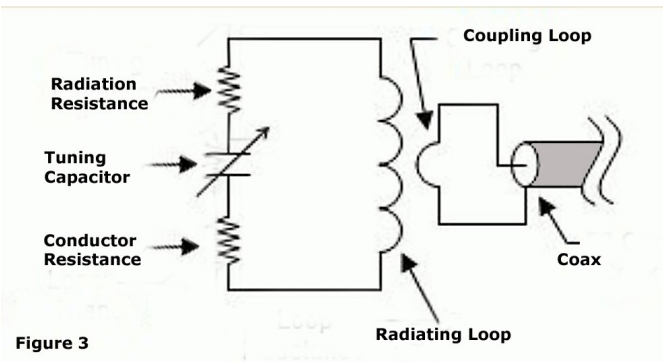 Coupling Loop
Radiation
Resistance
Tuning
Capacitor
Conductor
Resistance
Coax
Radiating Loop
Figure 3